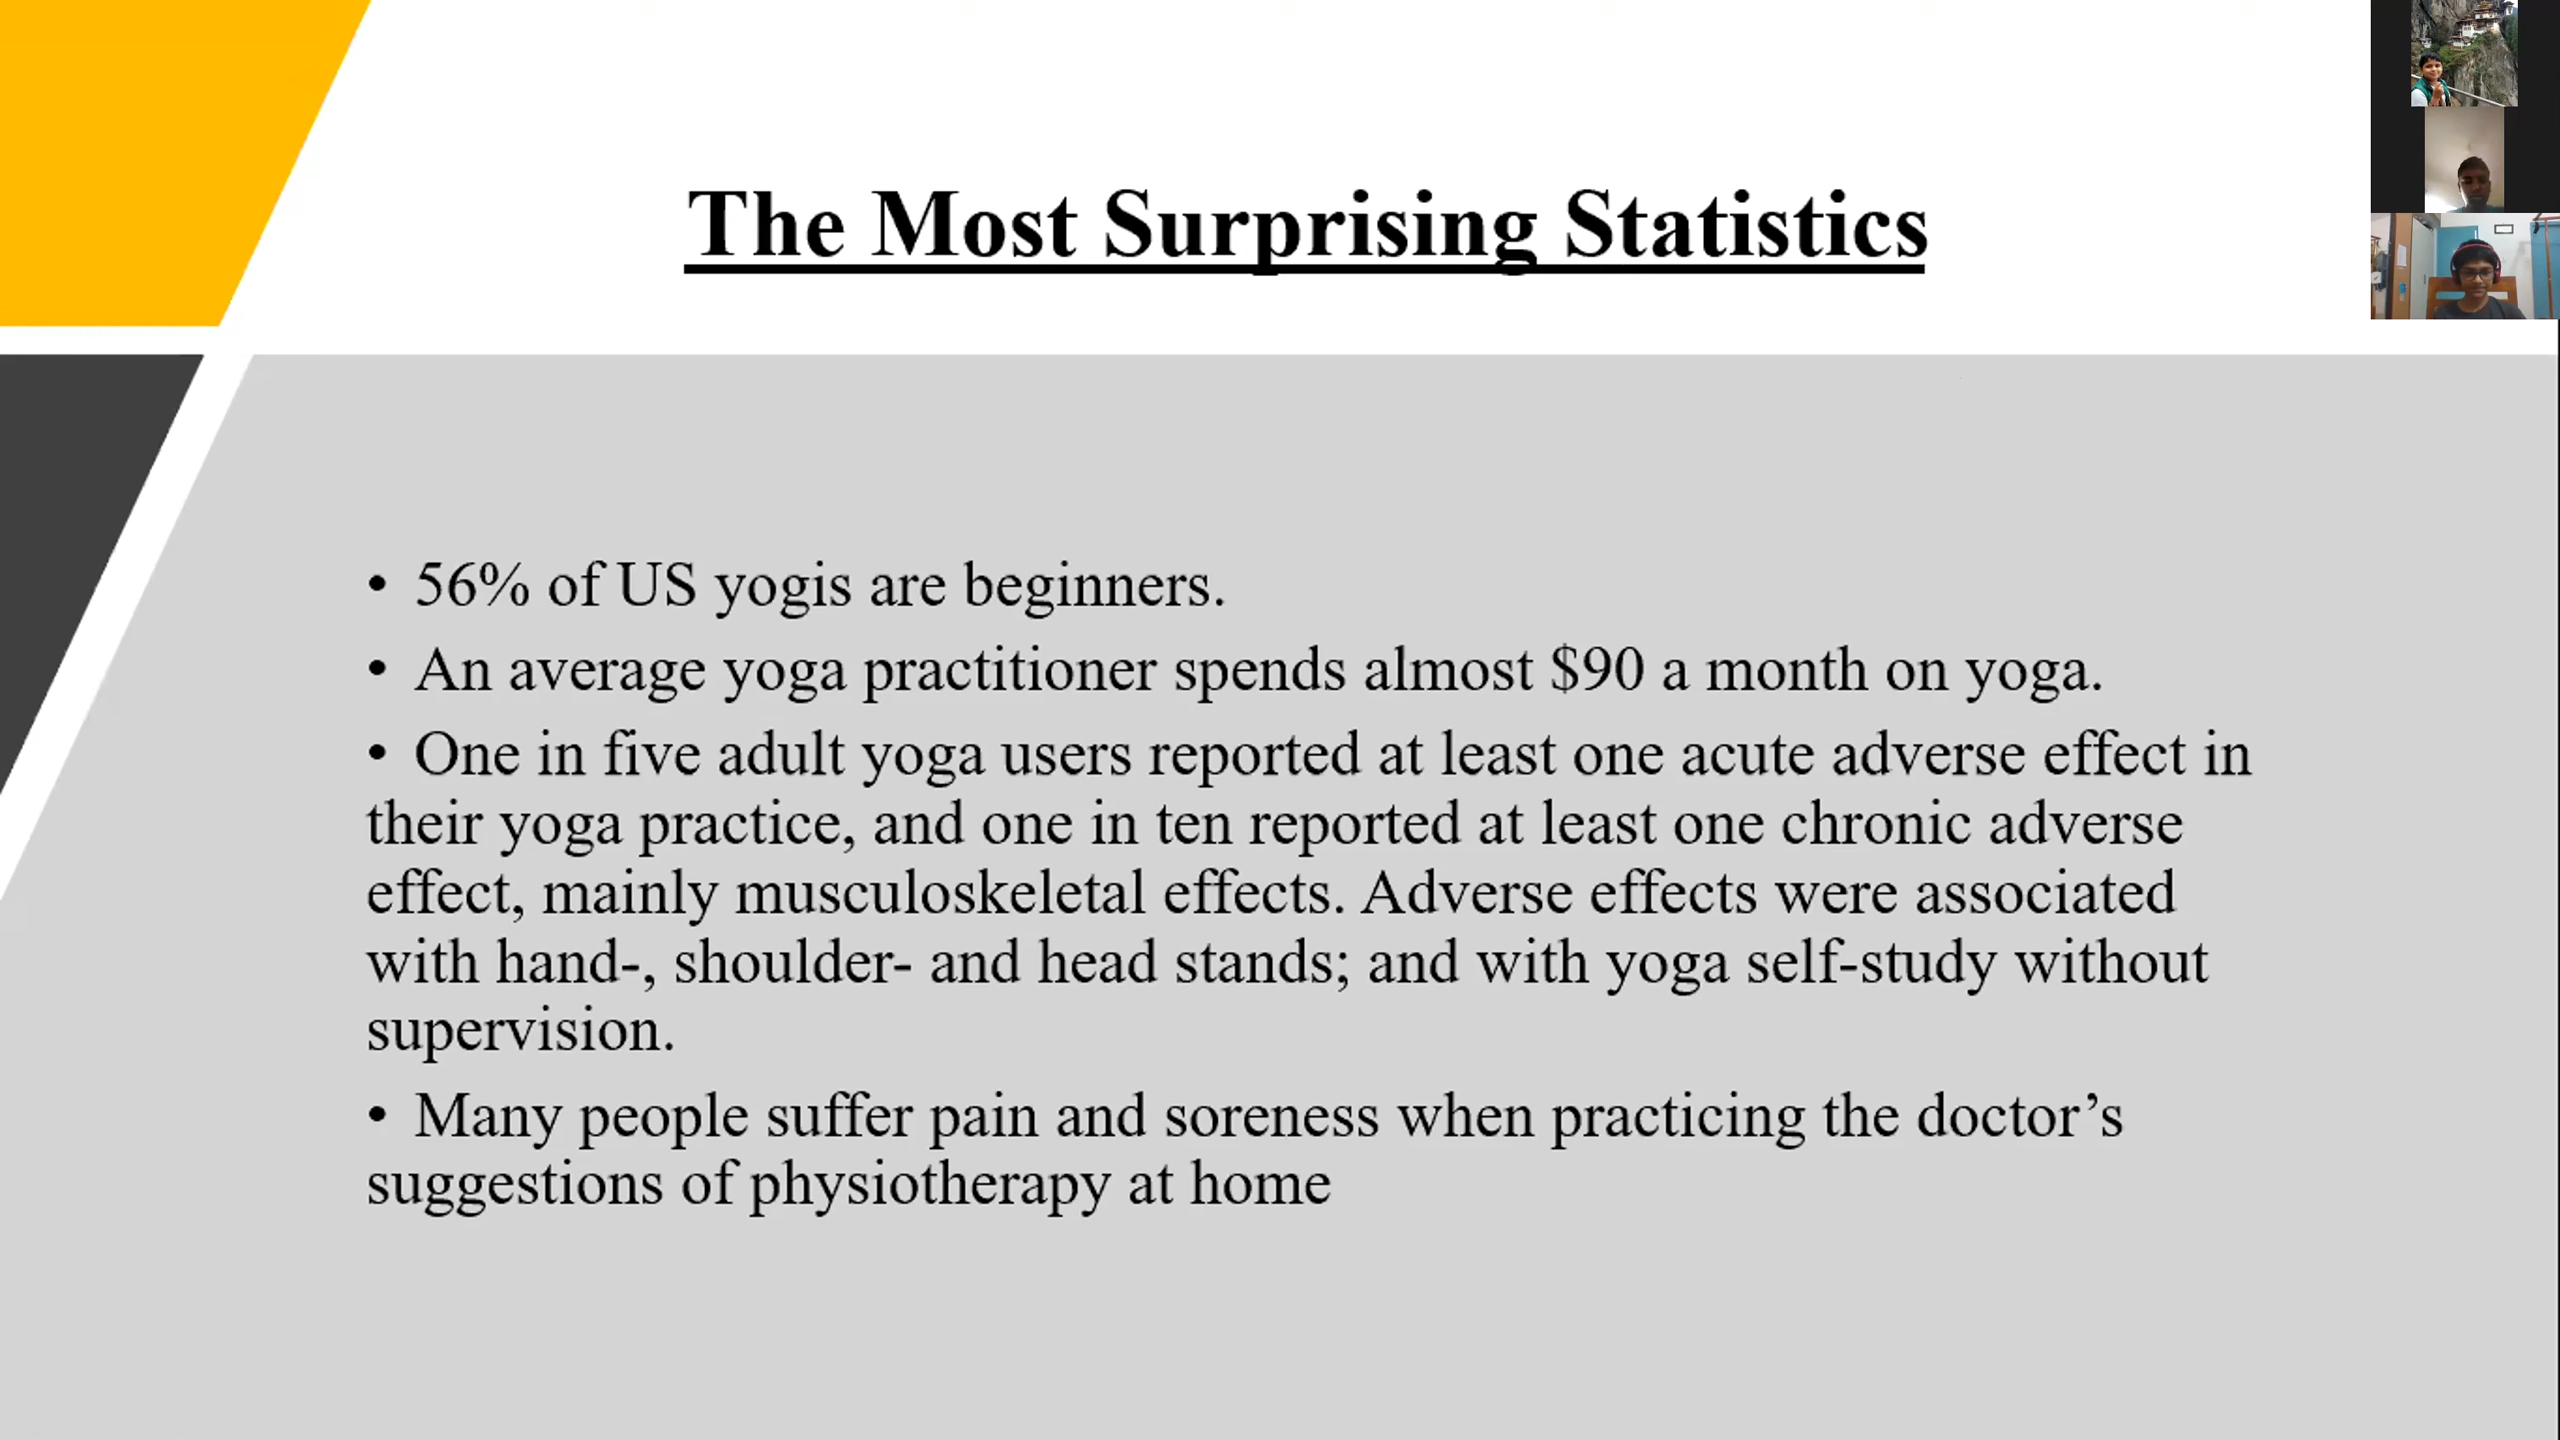 The Most Surprising Statistics
• 56% of US yogis are beginners.
• An average yoga practitioner spends almost $90 a month on yoga.
• One in five adult yoga users reported at least one acute adverse effect in
their yoga practice, and one in ten reported at least one chronic adverse
effect, mainly musculoskeletal effects. Adverse effects were associated
with hand-, shoulder- and head stands; and with yoga self-study without
supervision.
• Many people suffer pain and soreness when practicing the doctor’s
suggestions of physiotherapy at home